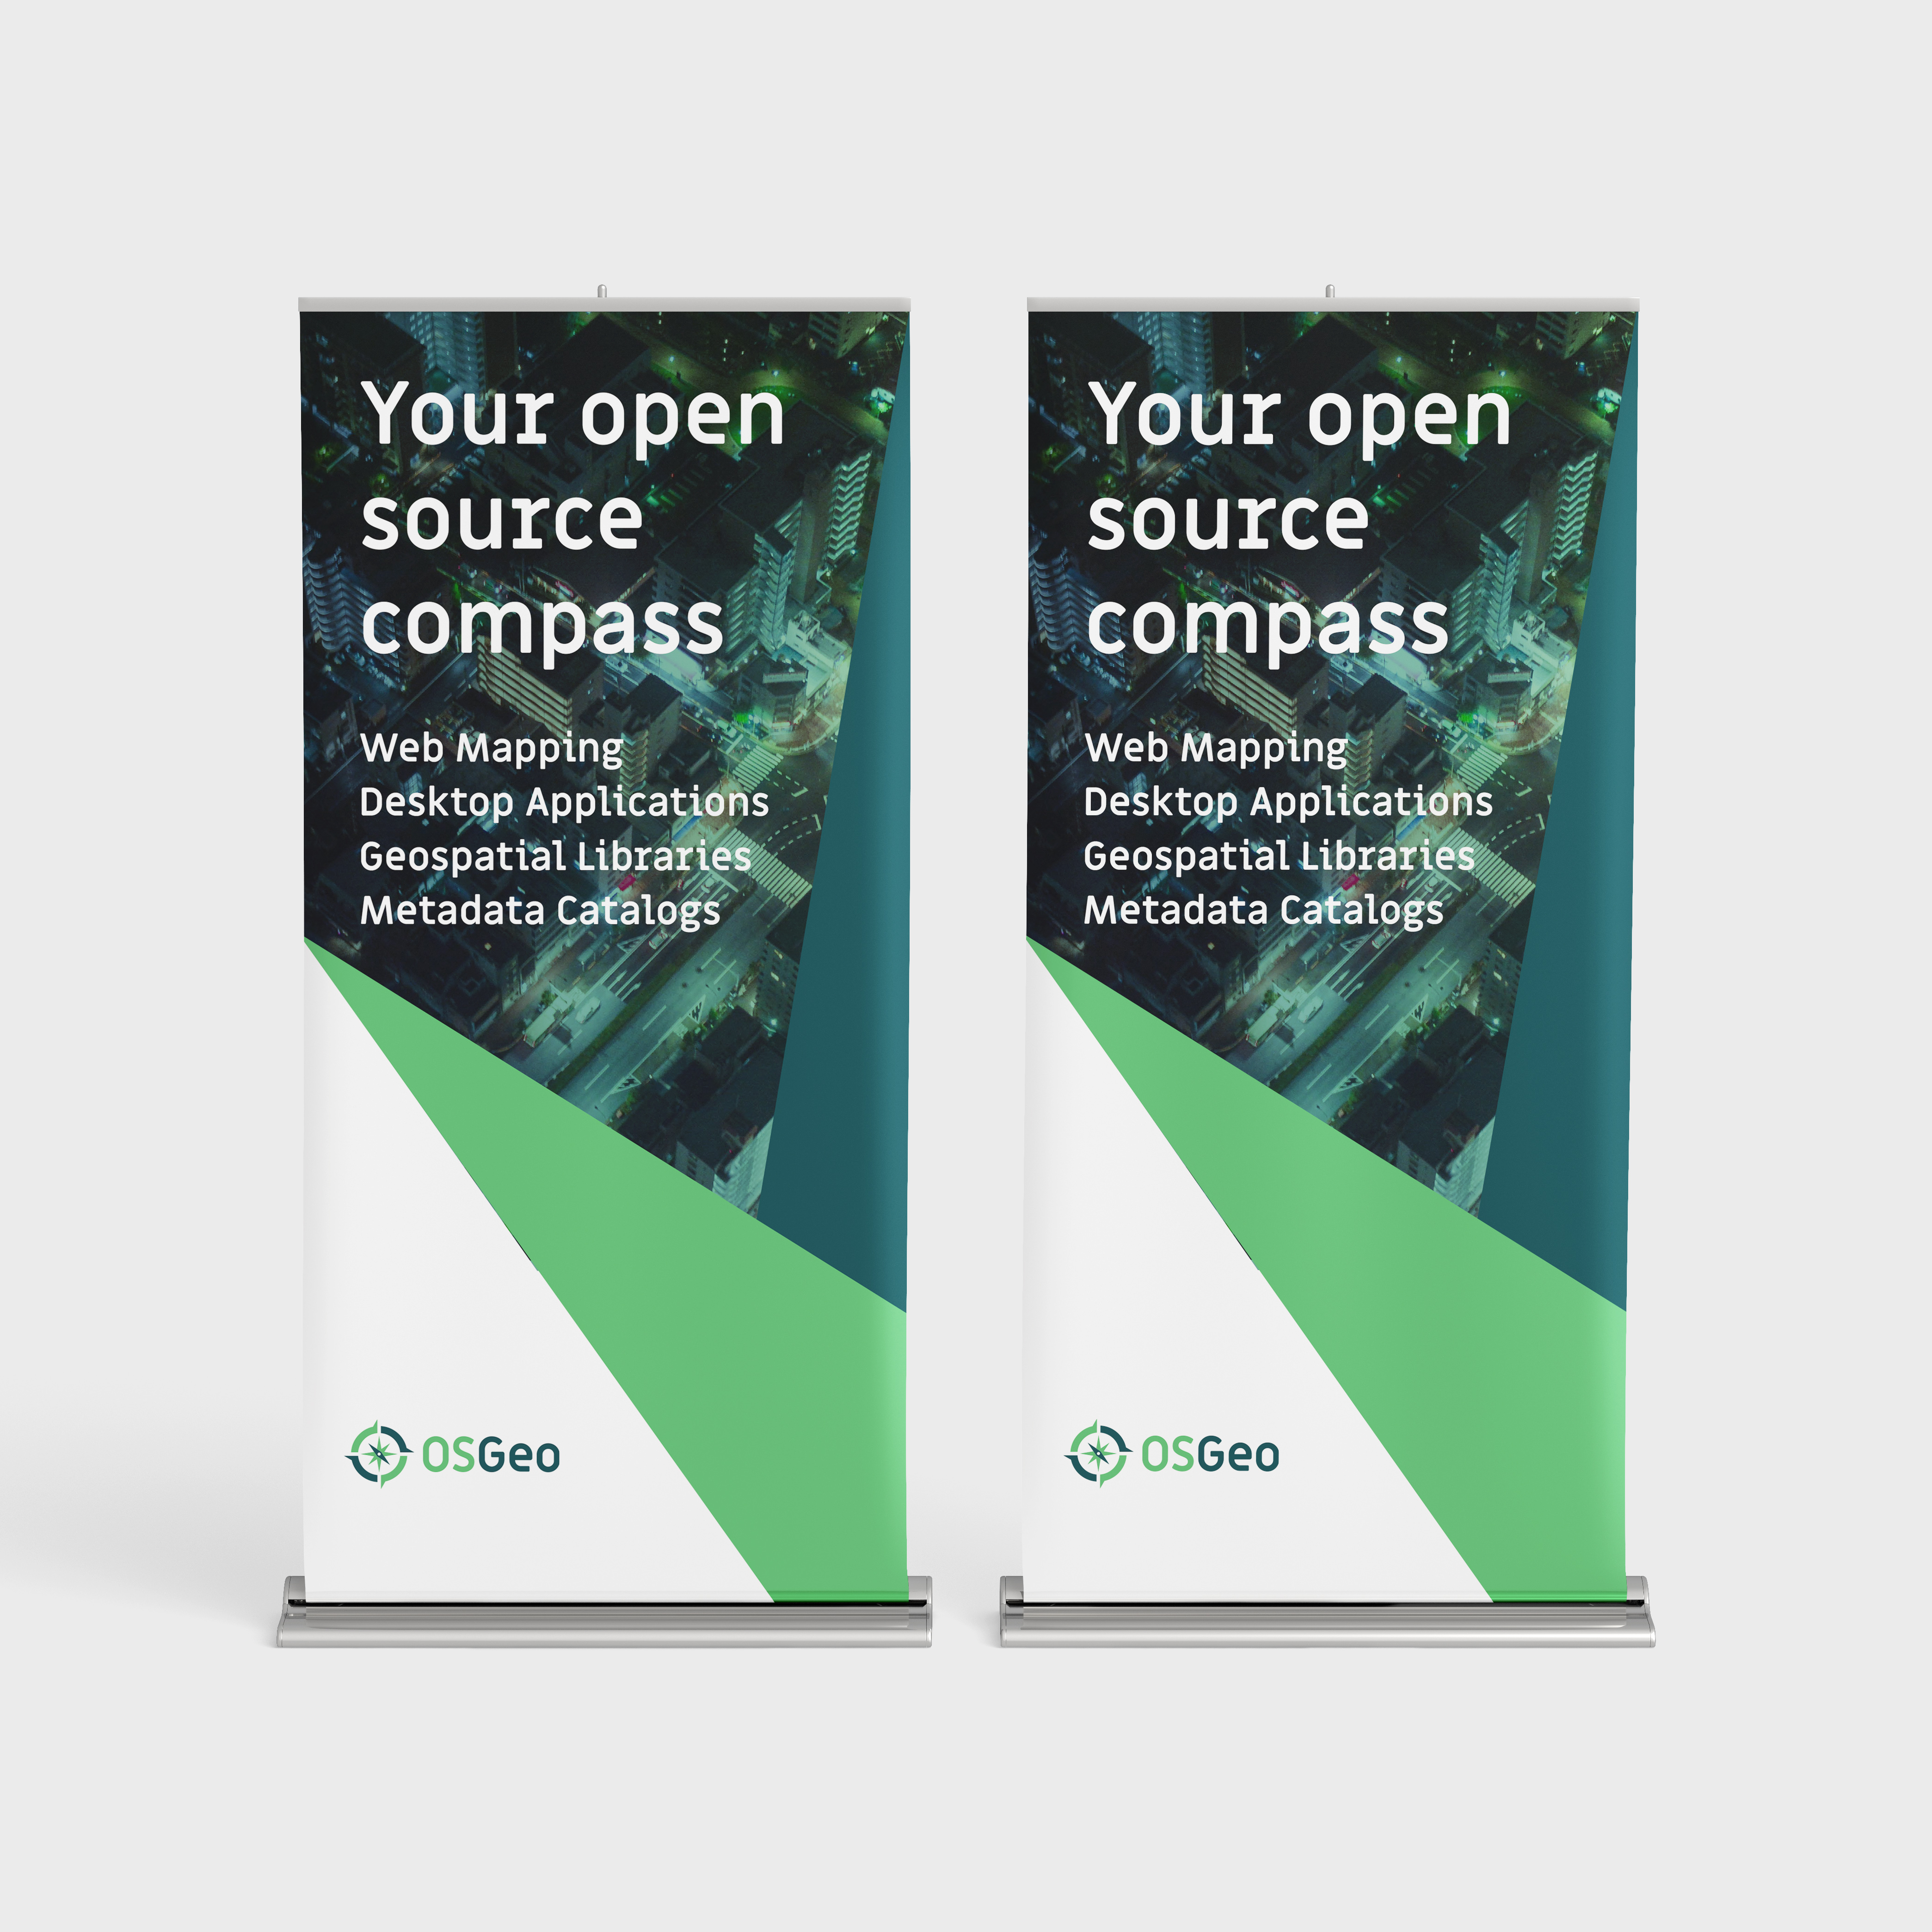 Your open
source
compass
Web Mapping
Desktop Applications
Geospatial Libraries
Metadata Catalogs
OSGeo
Your open
source
compass
Web Mapping
Desktop Applications
Geospatial Libraries
Metadata Catalogs
OSGeo